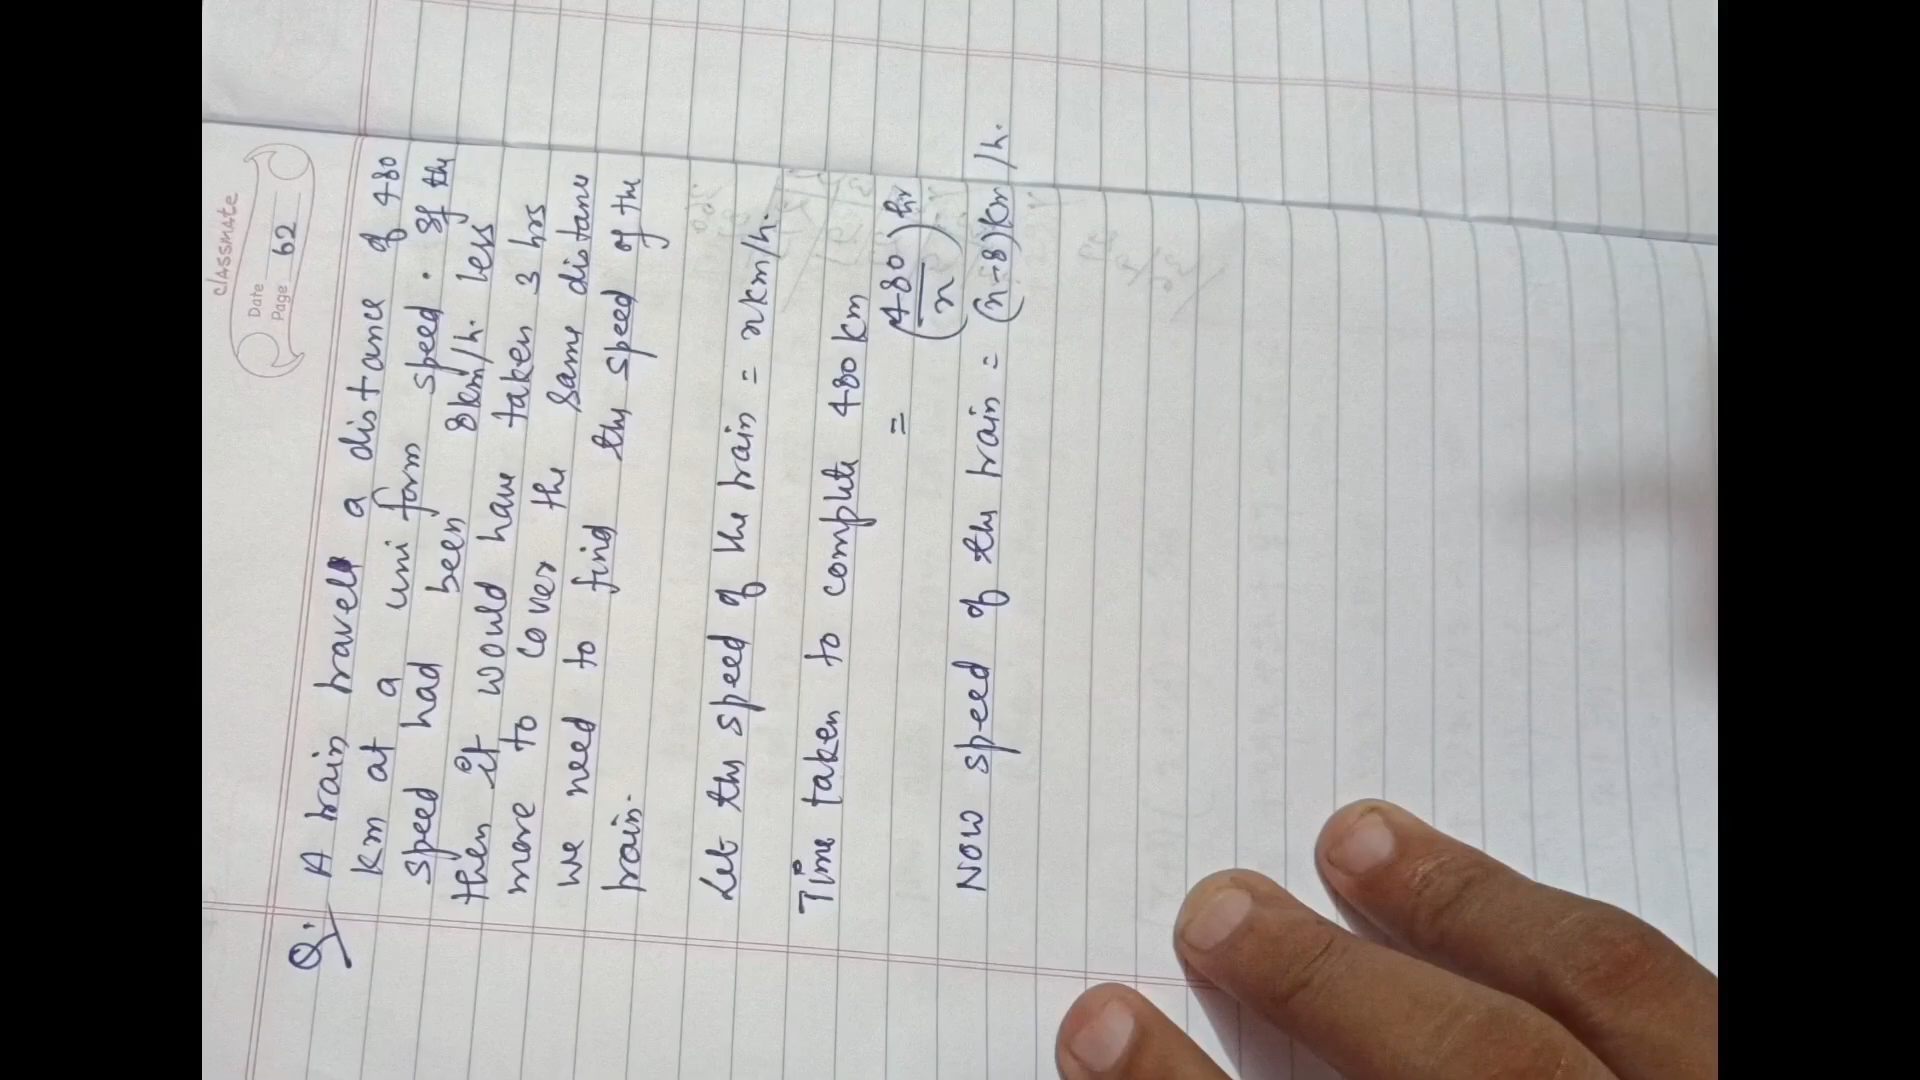 classmate
Date
Page 62
Q. A train travels a distance of 480
km at a uniform speed. If the
speed had been 8km/h. less
then it would have taken 3 hrs
more to cover the same distance
we need to find the speed of the
train.
Let the speed of the train = x km/h.
Time taken to complete 480 km
= (480/x) hr
Now speed of the train = (x-8) km/h.